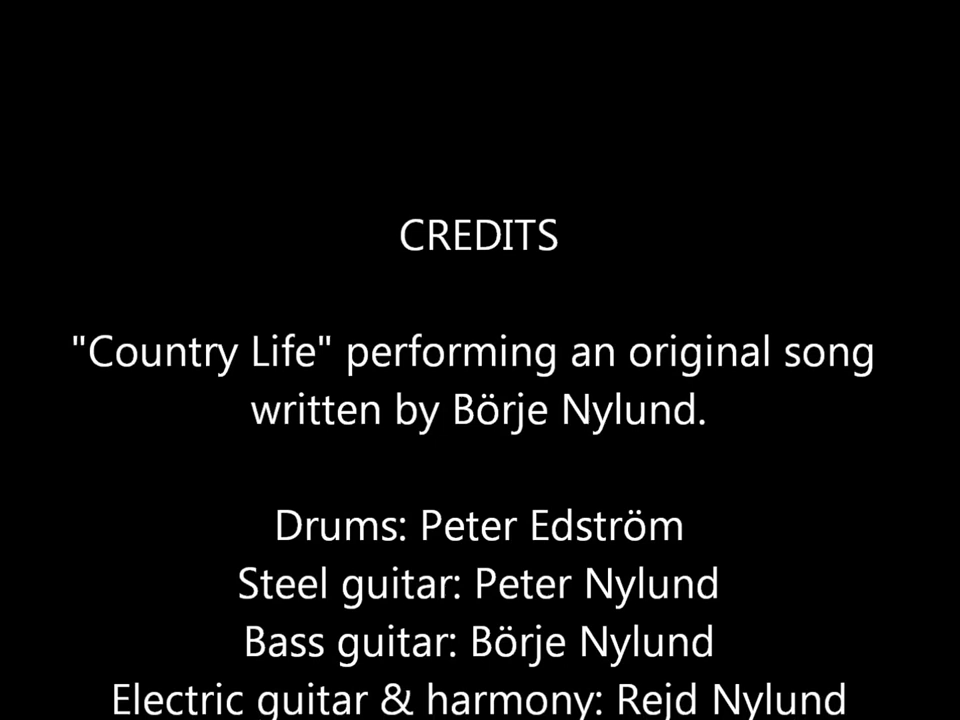 CREDITS
"Country Life" performing an original song
written by Börje Nylund.
Drums: Peter Edström
Steel guitar: Peter Nylund
Bass guitar: Börje Nylund
Electric guitar & harmony: Rejd Nylund